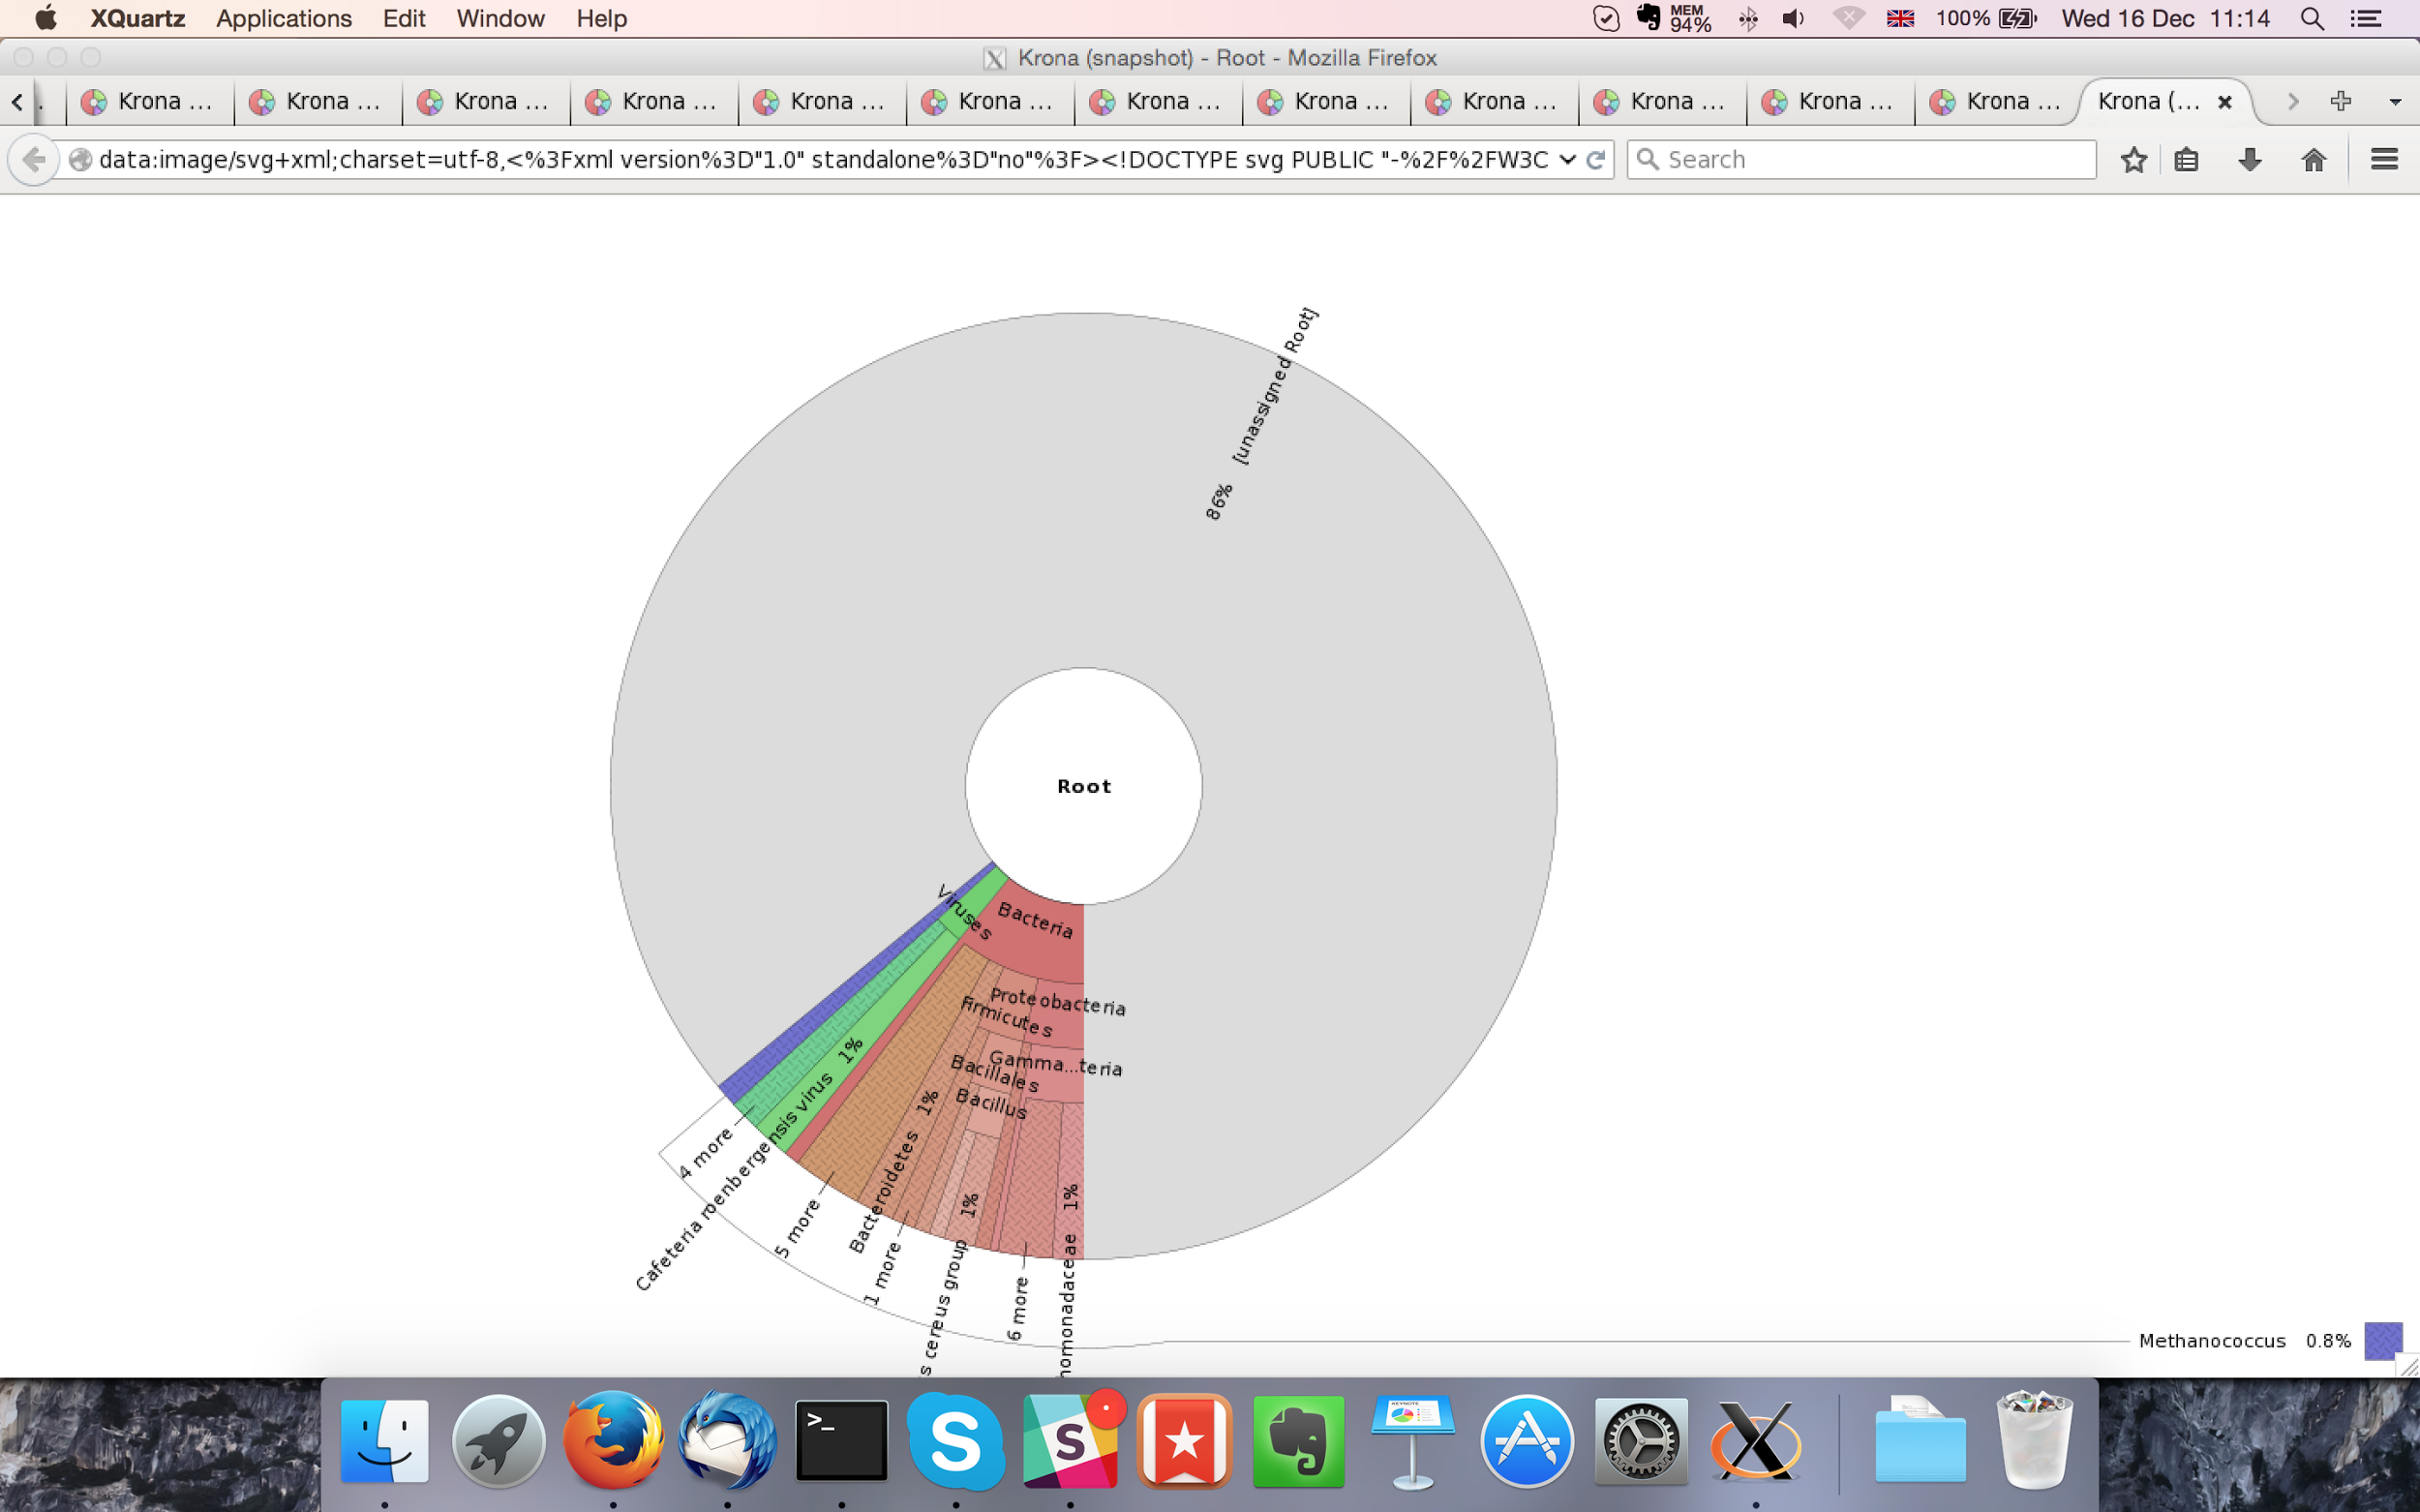 XQuartz Applications Edit Window Help MEM 94% 100% Wed 16 Dec 11:14
Krona (snapshot) - Root - Mozilla Firefox
Krona ... Krona ... Krona ... Krona ... Krona ... Krona ... Krona ... Krona ... Krona ... Krona ... Krona ... Krona ... Krona (...
data:image/svg+xml;charset=utf-8,<%3Fxml version%3D"1.0" standalone%3D"no"%3F><!DOCTYPE svg PUBLIC "-%2F%2FW3C
Search
86% [unassigned Root]
Root
Viruses
Bacteria
Proteobacteria
Firmicutes
Gamma...teria
Bacillales
Bacillus
4 more
Cafeteria roenbergensis virus 1%
5 more
Bacteroidetes 1%
1 more
s cereus group 1%
6 more
homonadaceae 1%
Methanococcus 0.8%
KEYNOTE